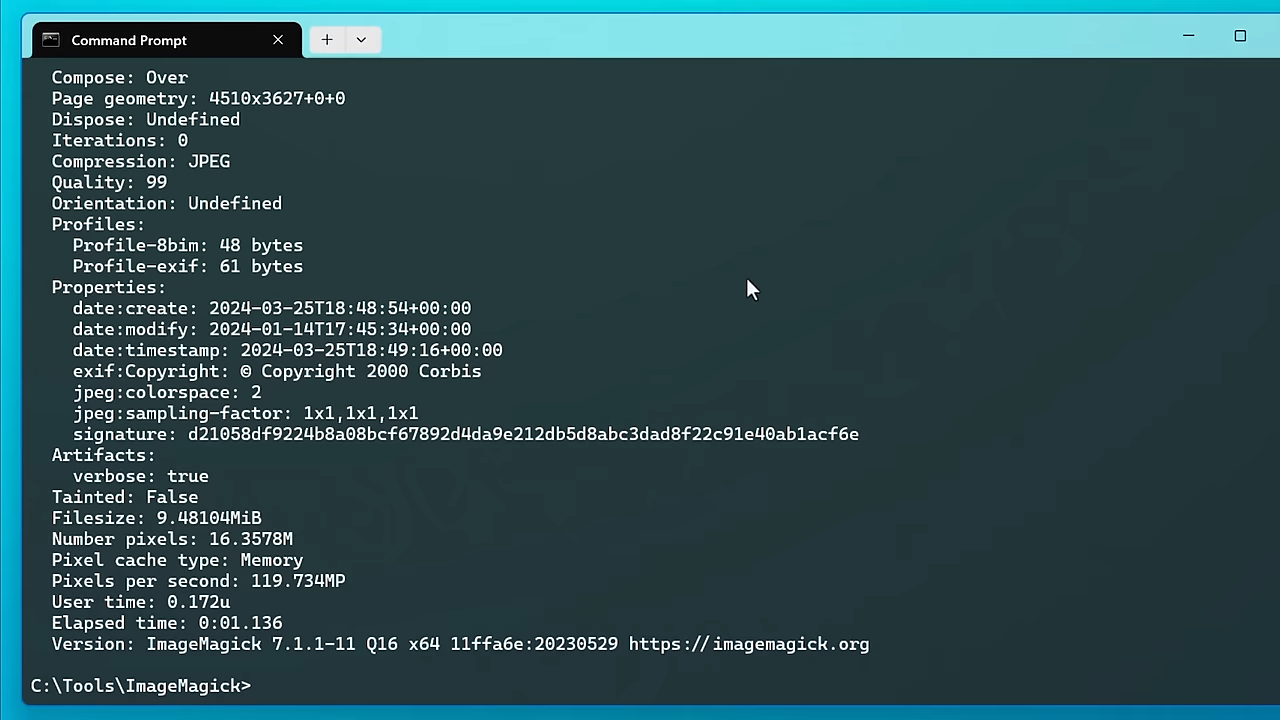 Command Prompt
Compose: Over
Page geometry: 4510x3627+0+0
Dispose: Undefined
Iterations: 0
Compression: JPEG
Quality: 99
Orientation: Undefined
Profiles:
Profile-8bim: 48 bytes
Profile-exif: 61 bytes
Properties:
date:create: 2024-03-25T18:48:54+00:00
date:modify: 2024-01-14T17:45:34+00:00
date:timestamp: 2024-03-25T18:49:16+00:00
exif:Copyright: © Copyright 2000 Corbis
jpeg:colorspace: 2
jpeg:sampling-factor: 1x1,1x1,1x1
signature: d21058df9224b8a08bcf67892d4da9e212db5d8abc3dad8f22c91e40ab1acf6e
Artifacts:
verbose: true
Tainted: False
Filesize: 9.48104MiB
Number pixels: 16.3578M
Pixel cache type: Memory
Pixels per second: 119.734MP
User time: 0.172u
Elapsed time: 0:01.136
Version: ImageMagick 7.1.1-11 Q16 x64 11ffa6e:20230529 https://imagemagick.org
C:\Tools\ImageMagick>